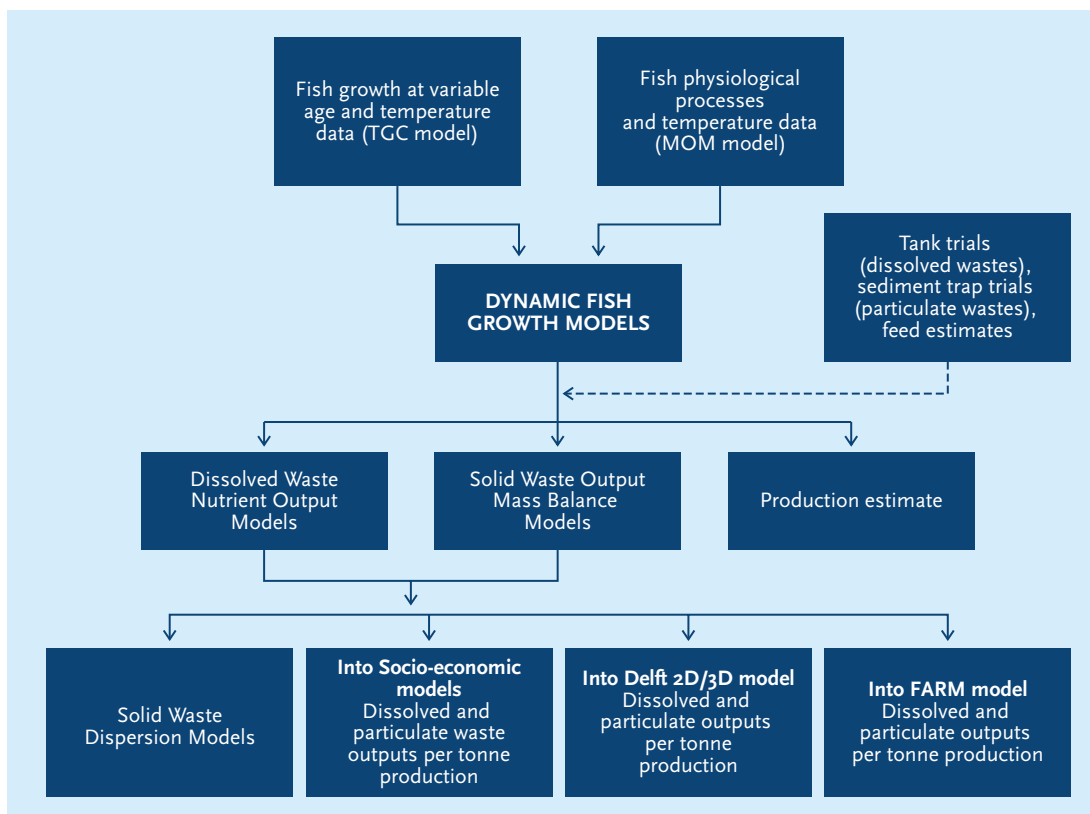 Fish growth at variable
age and temperature
data (TGC model)
Fish physiological
processes
and temperature data
(MOM model)
Tank trials
(dissolved wastes),
sediment trap trials
(particulate wastes),
feed estimates
DYNAMIC FISH
GROWTH MODELS
Dissolved Waste
Nutrient Output
Models
Solid Waste Output
Mass Balance
Models
Production estimate
Solid Waste
Dispersion Models
Into Socio-economic
models
Dissolved and
particulate waste
outputs per tonne
production
Into Delft 2D/3D model
Dissolved and
particulate outputs
per tonne
production
Into FARM model
Dissolved and
particulate outputs
per tonne production